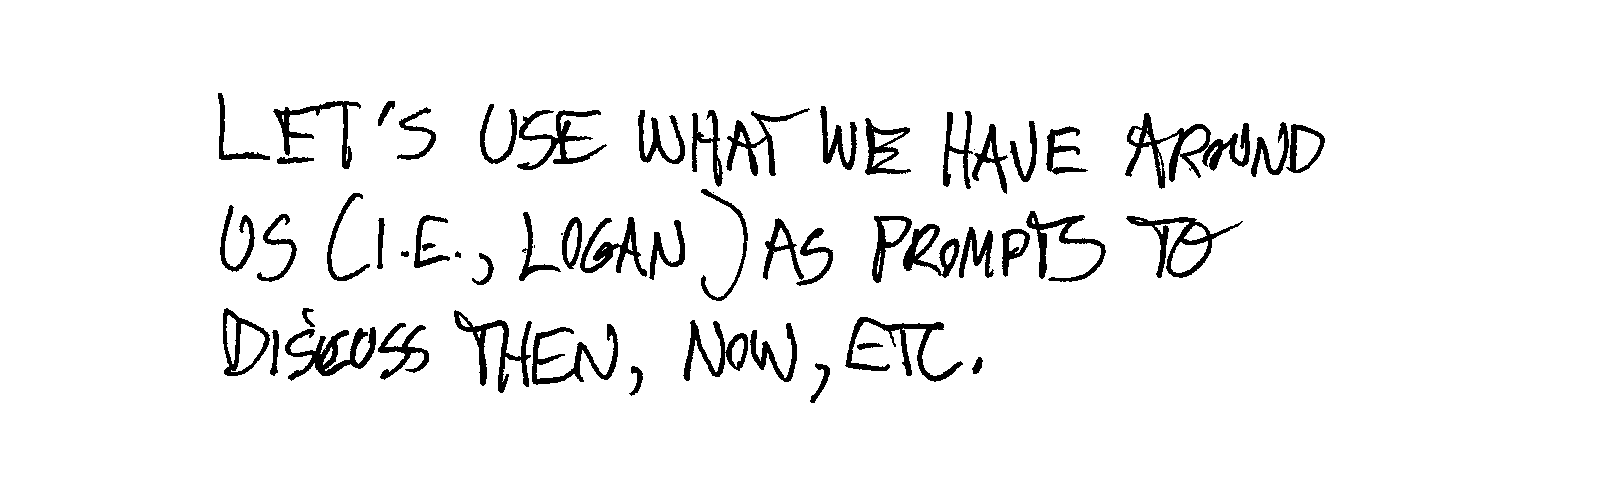 LET'S USE WHAT WE HAVE AROUND
US (I.E., LOGAN) AS PROMPTS TO
DISCUSS THEN, NOW, ETC.